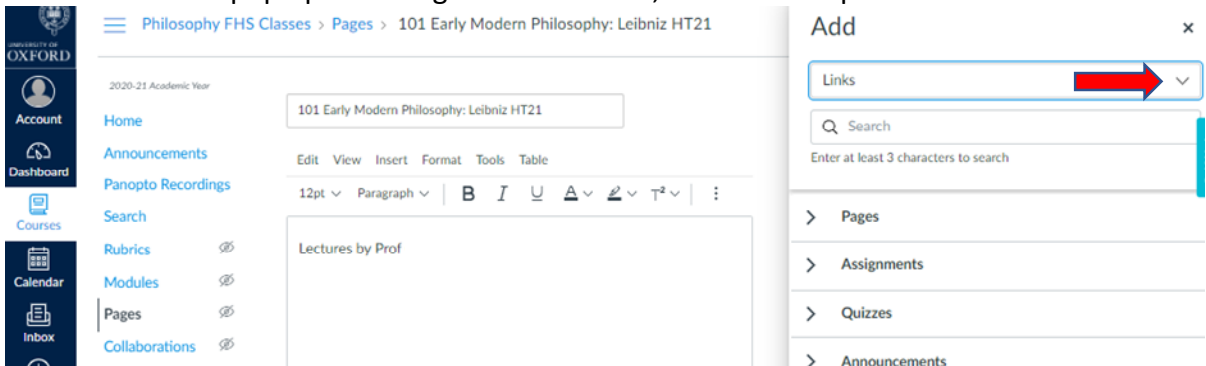 UNIVERSITY OF
OXFORD
Account
Dashboard
Courses
Calendar
Inbox
Philosophy FHS Classes > Pages > 101 Early Modern Philosophy: Leibniz HT21
2020-21 Academic Year
Home
Announcements
Panopto Recordings
Search
Rubrics
Modules
Pages
Collaborations
101 Early Modern Philosophy: Leibniz HT21
Edit View Insert Format Tools Table
12pt Paragraph B I U A T²
Lectures by Prof
Add
Links
Search
Enter at least 3 characters to search
Pages
Assignments
Quizzes
Announcements